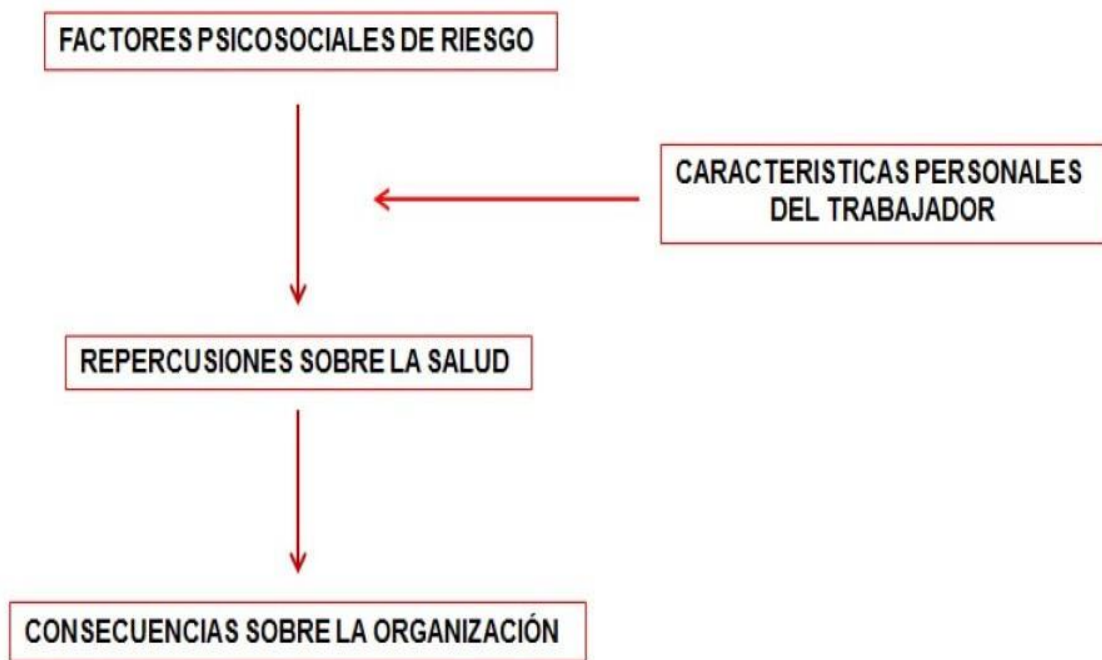 FACTORES PSICOSOCIALES DE RIESGO
CARACTERISTICAS PERSONALES
DEL TRABAJADOR
REPERCUSIONES SOBRE LA SALUD
CONSECUENCIAS SOBRE LA ORGANIZACIÓN